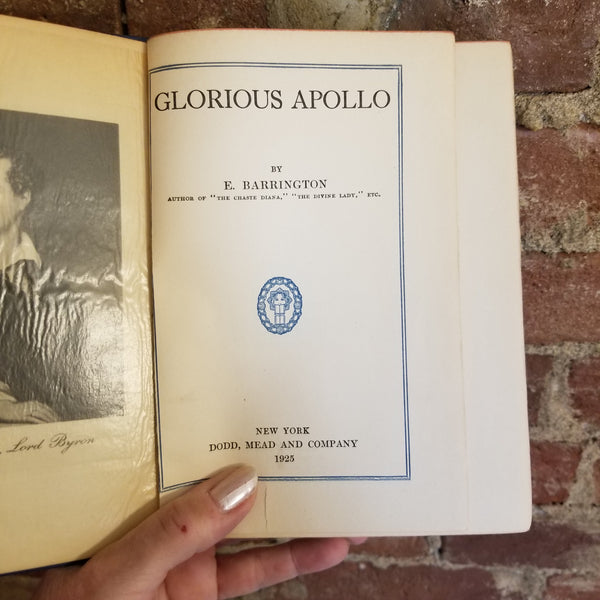 , Lord Byron
GLORIOUS APOLLO
BY
E. BARRINGTON
AUTHOR OF "THE CHASTE DIANA," "THE DIVINE LADY," ETC.
NEW YORK
DODD, MEAD AND COMPANY
1925